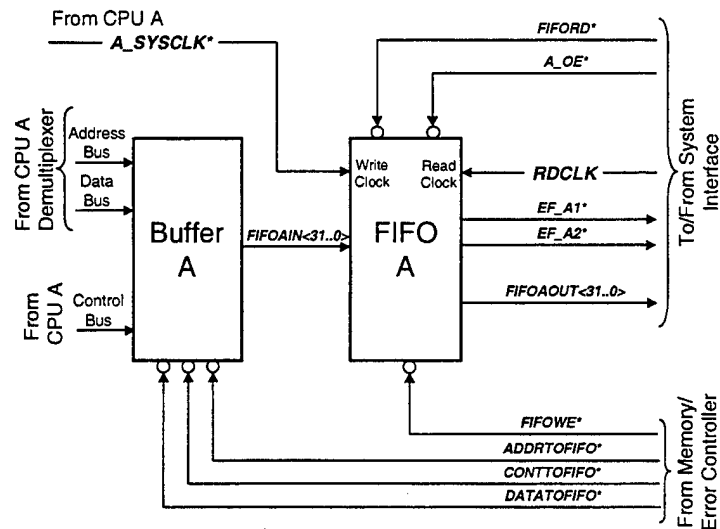 From CPU A
A_SYSCLK*
FIFORD*
A_OE*
From CPU A
Demultiplexer
Address
Bus
Data
Bus
From
CPU A
Control
Bus
Buffer
A
FIFOAIN<31..0>
Write
Clock
Read
Clock
FIFO
A
RDCLK
EF_A1*
EF_A2*
FIFOAOUT<31..0>
To/From System
Interface
FIFOWE*
ADDRTOFIFO*
CONTTOFIFO*
DATATOFIFO*
From Memory/
Error Controller